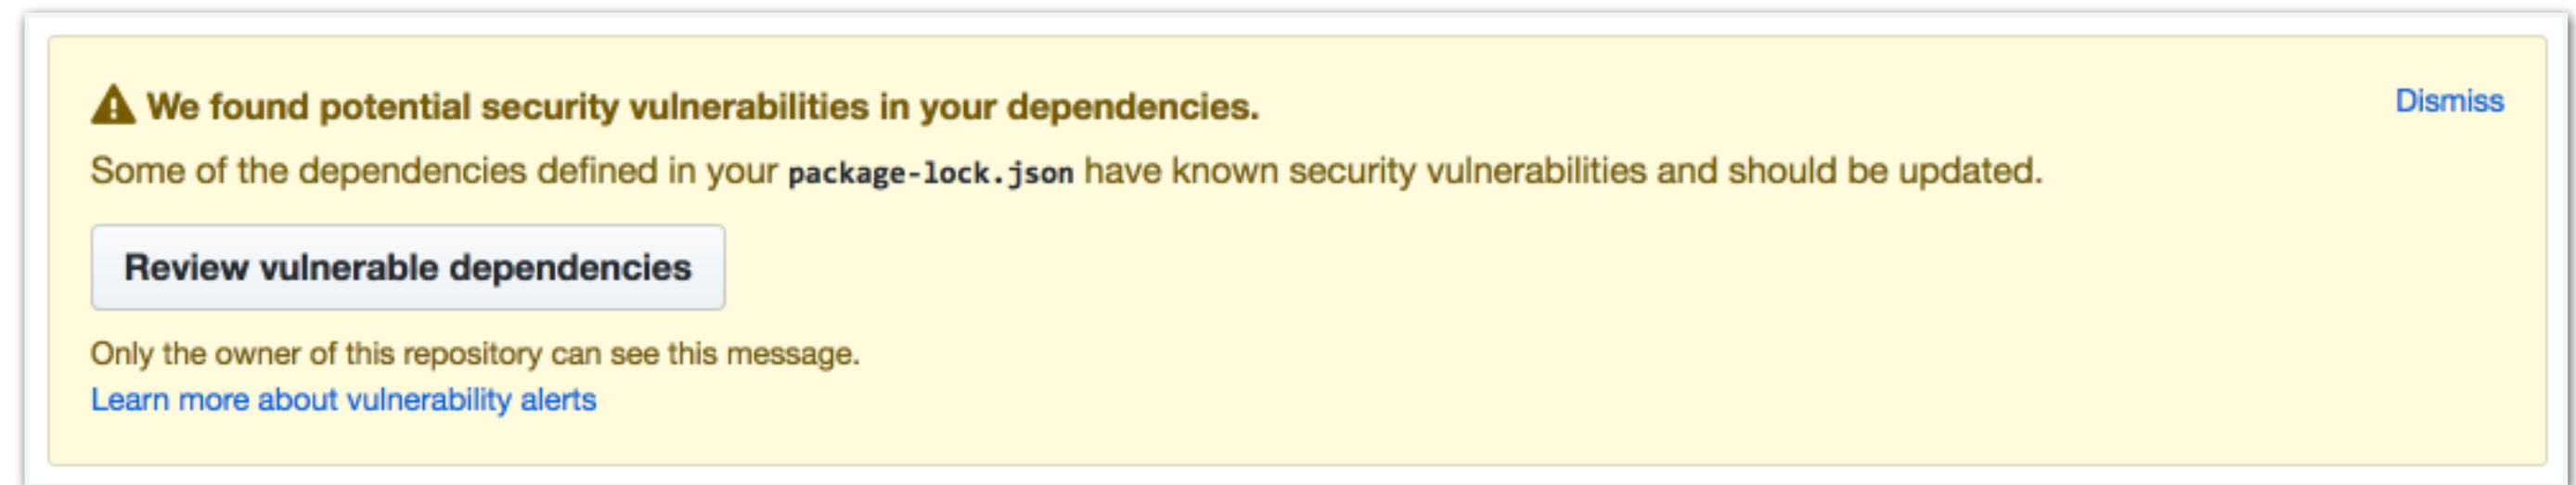 We found potential security vulnerabilities in your dependencies.
Dismiss
Some of the dependencies defined in your package-lock.json have known security vulnerabilities and should be updated.
Review vulnerable dependencies
Only the owner of this repository can see this message.
Learn more about vulnerability alerts